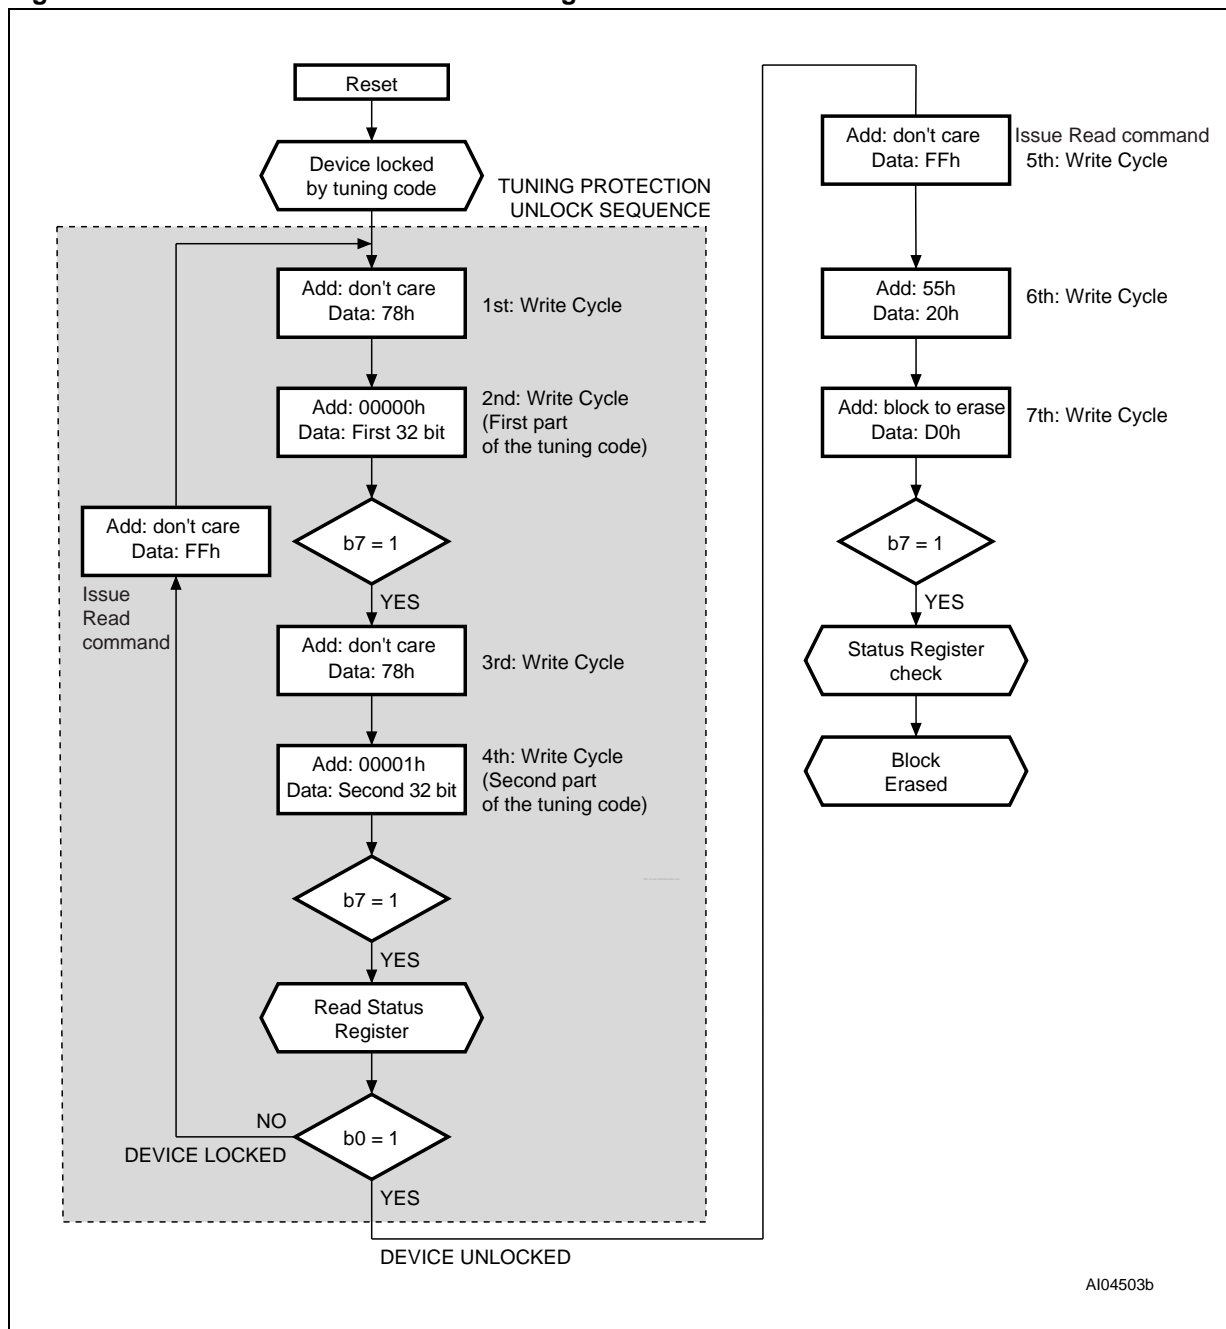 Reset
Device locked
by tuning code
TUNING PROTECTION
UNLOCK SEQUENCE
Add: don't care
Data: 78h
1st: Write Cycle
Add: 00000h
Data: First 32 bit
2nd: Write Cycle
(First part
of the tuning code)
b7 = 1
YES
Add: don't care
Data: FFh
Issue
Read
command
Add: don't care
Data: 78h
3rd: Write Cycle
Add: 00001h
Data: Second 32 bit
4th: Write Cycle
(Second part
of the tuning code)
b7 = 1
YES
Read Status
Register
b0 = 1
NO
DEVICE LOCKED
YES
DEVICE UNLOCKED
Add: don't care
Data: FFh
Issue Read command
5th: Write Cycle
Add: 55h
Data: 20h
6th: Write Cycle
Add: block to erase
Data: D0h
7th: Write Cycle
b7 = 1
YES
Status Register
check
Block
Erased
AI04503b